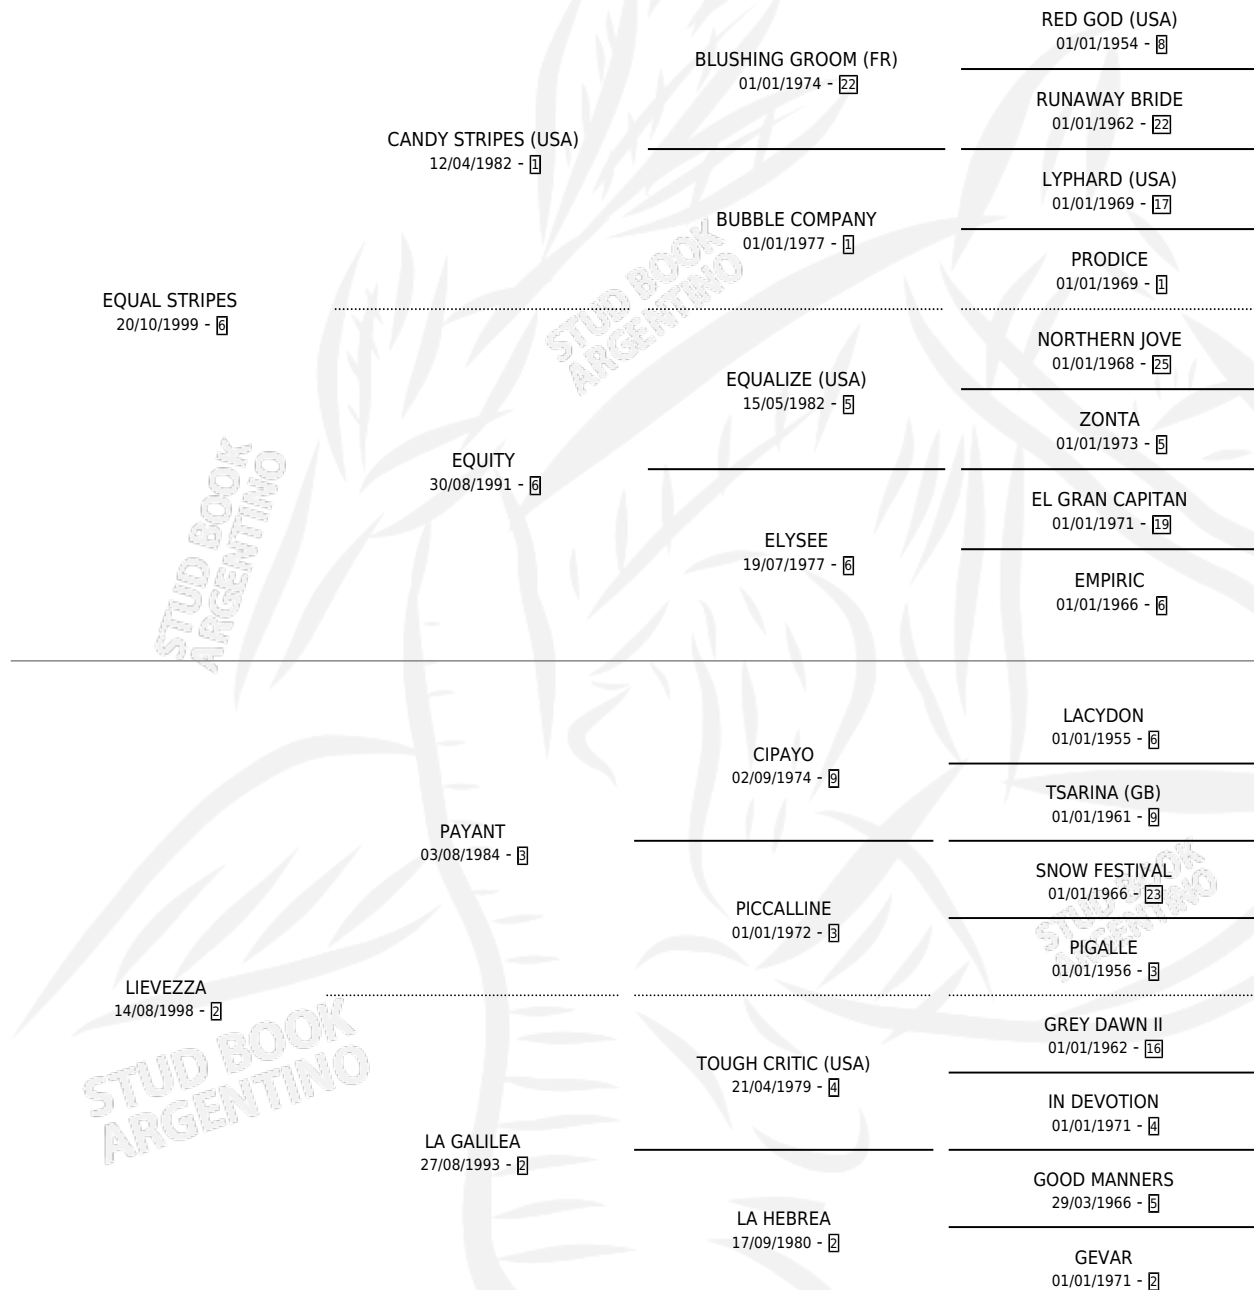 RED GOD (USA)
01/01/1954 - 8
BLUSHING GROOM (FR)
01/01/1974 - 22
RUNAWAY BRIDE
01/01/1962 - 22
CANDY STRIPES (USA)
12/04/1982 - 1
LYPHARD (USA)
01/01/1969 - 17
BUBBLE COMPANY
01/01/1977 - 1
PRODICE
01/01/1969 - 1
EQUAL STRIPES
20/10/1999 - 6
NORTHERN JOVE
01/01/1968 - 25
EQUALIZE (USA)
15/05/1982 - 5
ZONTA
01/01/1973 - 5
EQUITY
30/08/1991 - 6
EL GRAN CAPITAN
01/01/1971 - 19
ELYSEE
19/07/1977 - 6
EMPIRIC
01/01/1966 - 6
LACYDON
01/01/1955 - 6
CIPAYO
02/09/1974 - 9
TSARINA (GB)
01/01/1961 - 9
PAYANT
03/08/1984 - 3
SNOW FESTIVAL
01/01/1966 - 23
PICCALLINE
01/01/1972 - 3
PIGALLE
01/01/1956 - 3
LIEVEZZA
14/08/1998 - 2
GREY DAWN II
01/01/1962 - 16
TOUGH CRITIC (USA)
21/04/1979 - 4
IN DEVOTION
01/01/1971 - 4
LA GALILEA
27/08/1993 - 2
GOOD MANNERS
29/03/1966 - 5
LA HEBREA
17/09/1980 - 2
GEVAR
01/01/1971 - 2
STUD BOOK
ARGENTINO
STUD BOOK
ARGENTINO
STUD BOOK
ARGENTINO
STUD BOOK
ARGENTINO